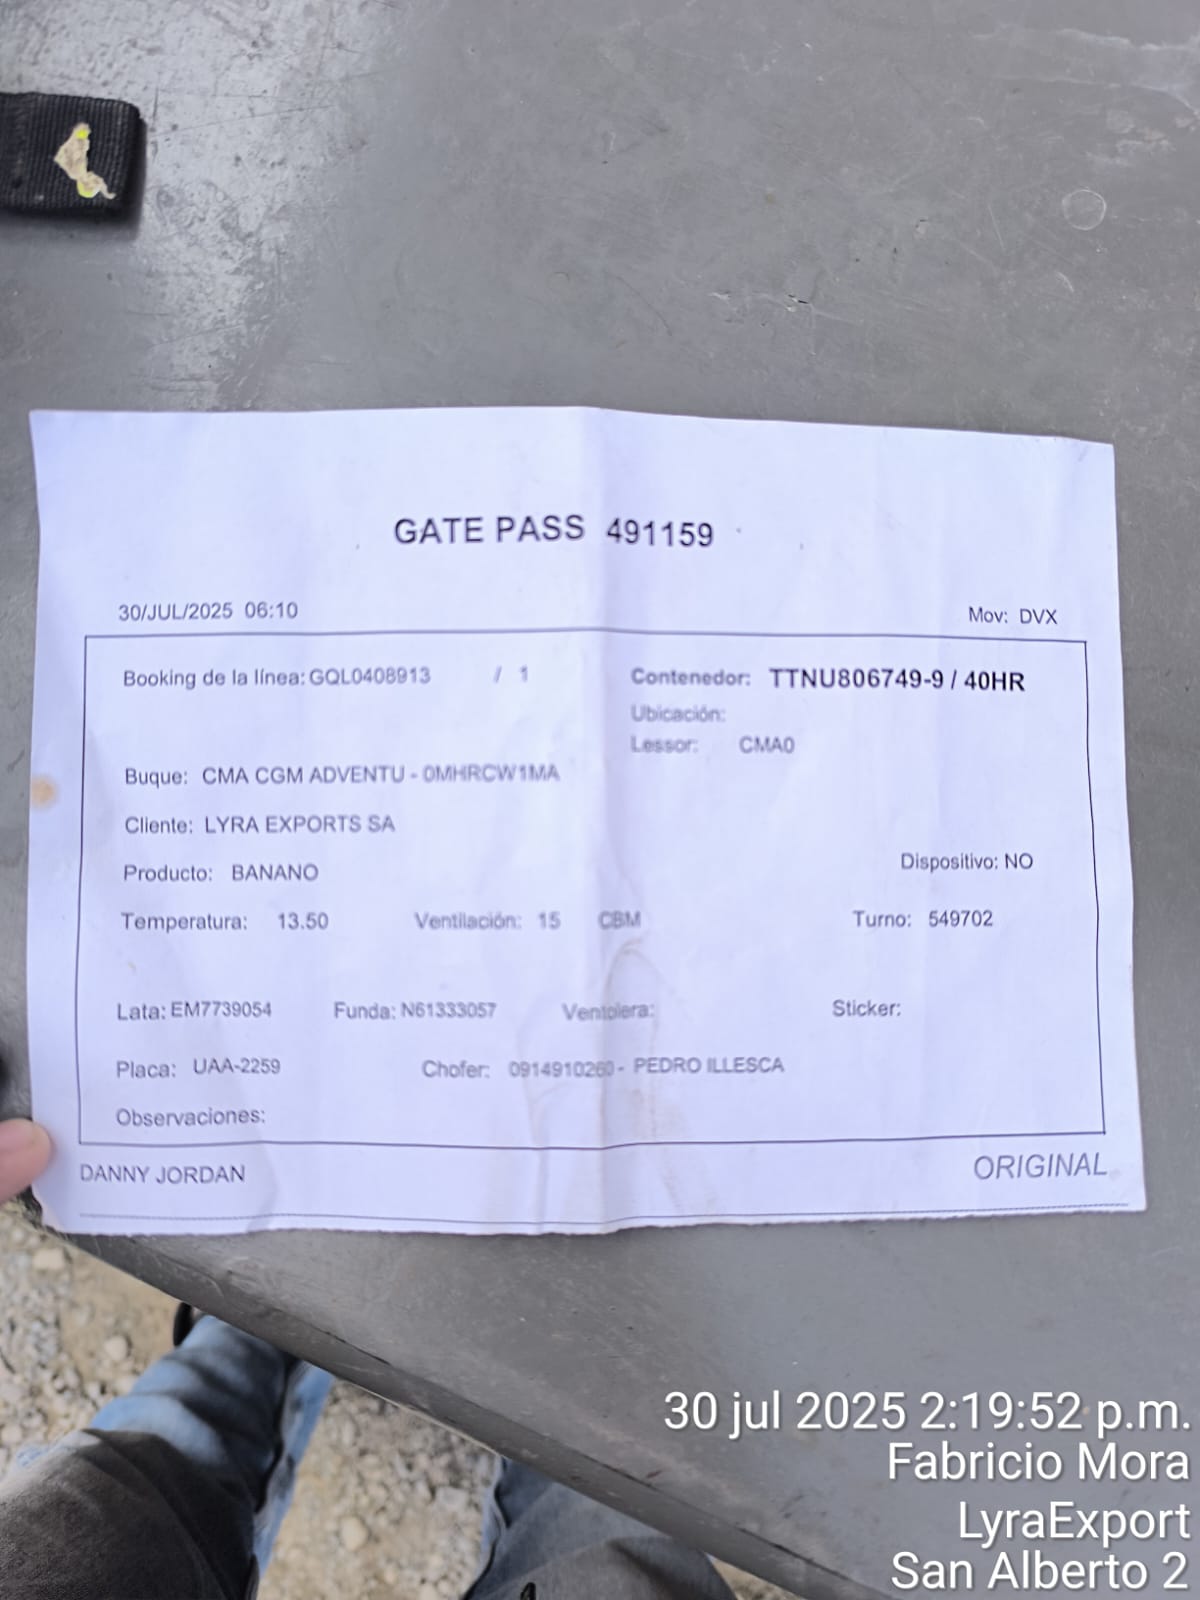 GATE PASS 491159
30/JUL/2025 06:10 Mov: DVX
Booking de la línea: GQL0408913 / 1 Contenedor: TTNU806749-9 / 40HR
Ubicación:
Lessor: CMA0
Buque: CMA CGM ADVENTU - 0MHRCW1MA
Cliente: LYRA EXPORTS SA
Producto: BANANO Dispositivo: NO
Temperatura: 13.50 Ventilación: 15 CBM Turno: 549702
Lata: EM7739054 Funda: N61333057 Ventolera: Sticker:
Placa: UAA-2259 Chofer: 0914910260 - PEDRO ILLESCA
Observaciones:
DANNY JORDAN ORIGINAL
30 jul 2025 2:19:52 p.m.
Fabricio Mora
LyraExport
San Alberto 2